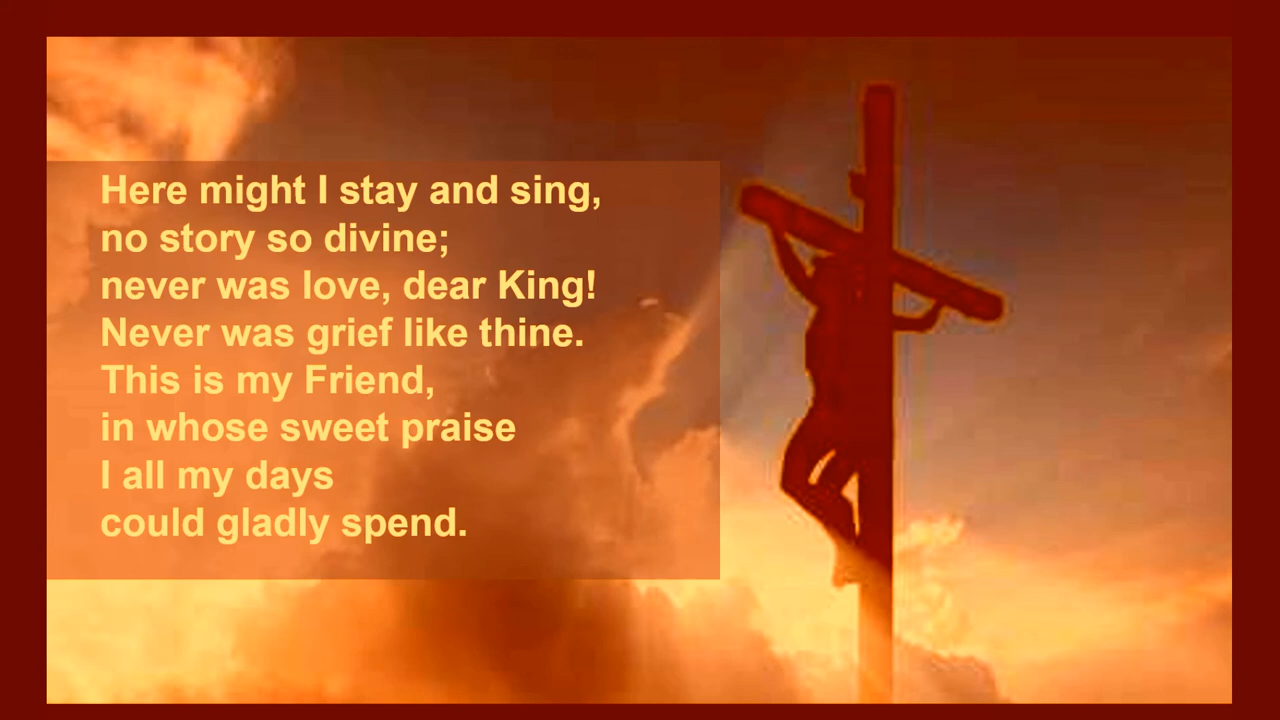 Here might I stay and sing,
no story so divine;
never was love, dear King!
Never was grief like thine.
This is my Friend,
in whose sweet praise
I all my days
could gladly spend.